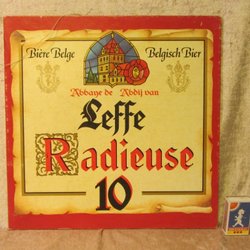 Bière Belge Belgisch Bier
Abbaye de Abdij van
Leffe
Radieuse
10